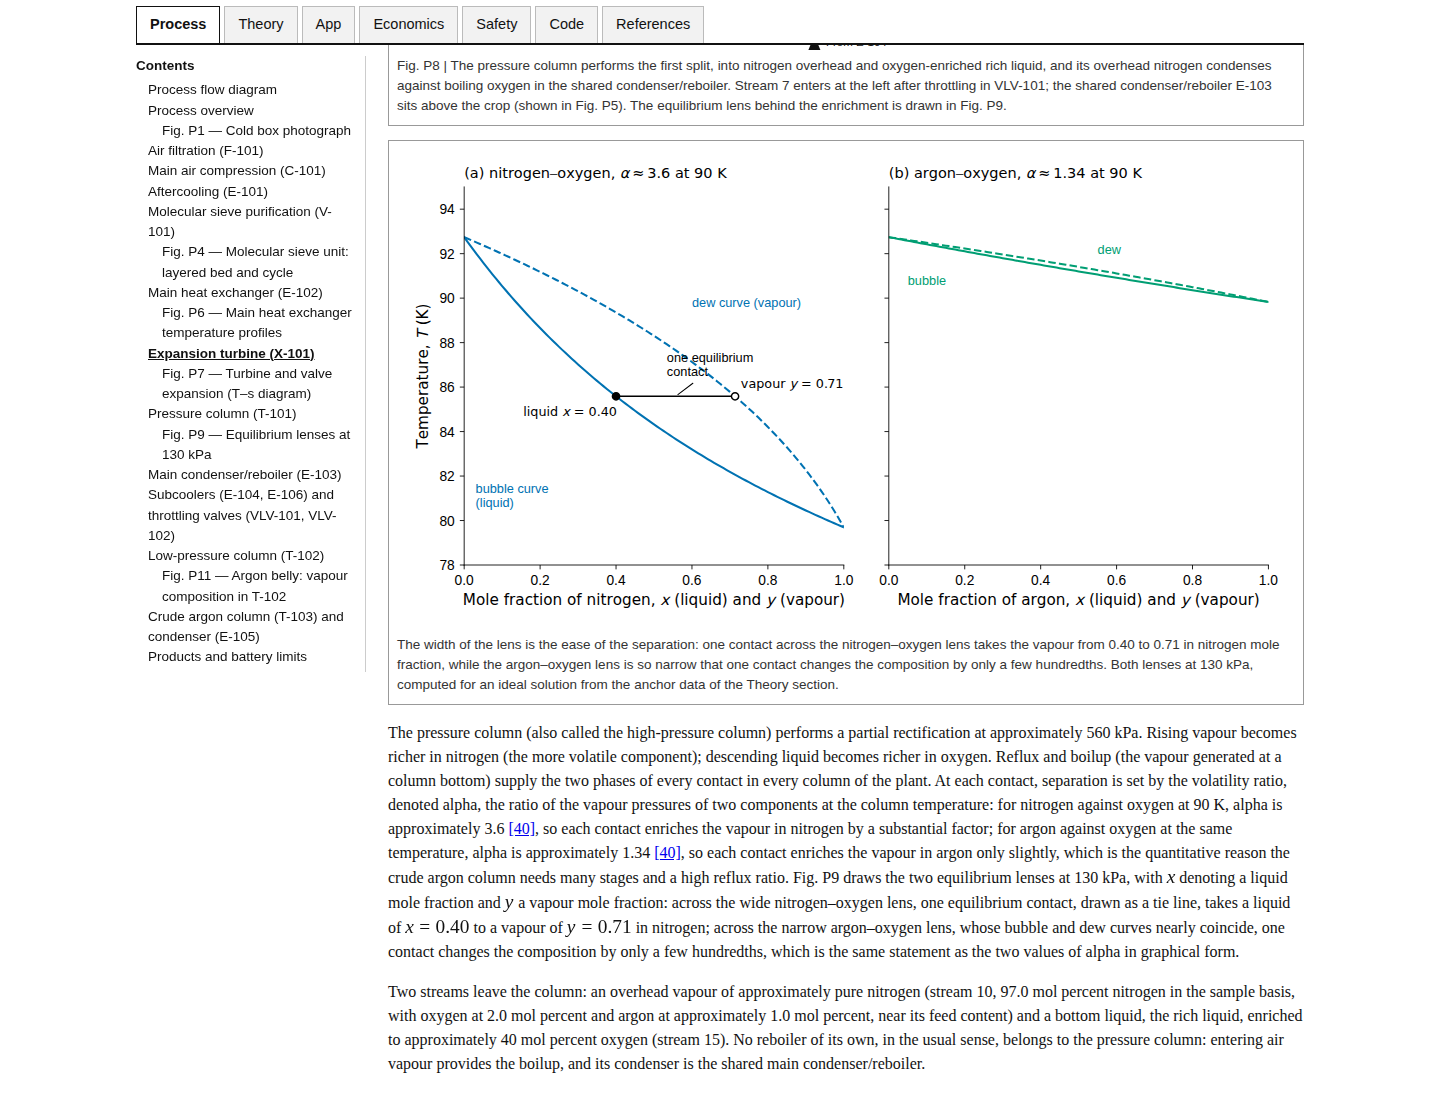 Process
Theory
App
Economics
Safety
Code
References
Contents
Process flow diagram
Process overview
Fig. P1 — Cold box photograph
Air filtration (F-101)
Main air compression (C-101)
Aftercooling (E-101)
Molecular sieve purification (V-
101)
Fig. P4 — Molecular sieve unit:
layered bed and cycle
Main heat exchanger (E-102)
Fig. P6 — Main heat exchanger
temperature profiles
Expansion turbine (X-101)
Fig. P7 — Turbine and valve
expansion (T–s diagram)
Pressure column (T-101)
Fig. P9 — Equilibrium lenses at
130 kPa
Main condenser/reboiler (E-103)
Subcoolers (E-104, E-106) and
throttling valves (VLV-101, VLV-
102)
Low-pressure column (T-102)
Fig. P11 — Argon belly: vapour
composition in T-102
Crude argon column (T-103) and
condenser (E-105)
Products and battery limits
Fig. P8 | The pressure column performs the first split, into nitrogen overhead and oxygen-enriched rich liquid, and its overhead nitrogen condenses
against boiling oxygen in the shared condenser/reboiler. Stream 7 enters at the left after throttling in VLV-101; the shared condenser/reboiler E-103
sits above the crop (shown in Fig. P5). The equilibrium lens behind the enrichment is drawn in Fig. P9.
(a) nitrogen–oxygen, α ≈ 3.6 at 90 K
94
92
90
88
86
84
82
80
78
Temperature, T (K)
dew curve (vapour)
one equilibrium
contact
vapour y = 0.71
liquid x = 0.40
bubble curve
(liquid)
0.0 0.2 0.4 0.6 0.8 1.0
Mole fraction of nitrogen, x (liquid) and y (vapour)
(b) argon–oxygen, α ≈ 1.34 at 90 K
dew
bubble
0.0 0.2 0.4 0.6 0.8 1.0
Mole fraction of argon, x (liquid) and y (vapour)
The width of the lens is the ease of the separation: one contact across the nitrogen–oxygen lens takes the vapour from 0.40 to 0.71 in nitrogen mole
fraction, while the argon–oxygen lens is so narrow that one contact changes the composition by only a few hundredths. Both lenses at 130 kPa,
computed for an ideal solution from the anchor data of the Theory section.
The pressure column (also called the high-pressure column) performs a partial rectification at approximately 560 kPa. Rising vapour becomes
richer in nitrogen (the more volatile component); descending liquid becomes richer in oxygen. Reflux and boilup (the vapour generated at a
column bottom) supply the two phases of every contact in every column of the plant. At each contact, separation is set by the volatility ratio,
denoted alpha, the ratio of the vapour pressures of two components at the column temperature: for nitrogen against oxygen at 90 K, alpha is
approximately 3.6 [40], so each contact enriches the vapour in nitrogen by a substantial factor; for argon against oxygen at the same
temperature, alpha is approximately 1.34 [40], so each contact enriches the vapour in argon only slightly, which is the quantitative reason the
crude argon column needs many stages and a high reflux ratio. Fig. P9 draws the two equilibrium lenses at 130 kPa, with x denoting a liquid
mole fraction and y a vapour mole fraction: across the wide nitrogen–oxygen lens, one equilibrium contact, drawn as a tie line, takes a liquid
of x = 0.40 to a vapour of y = 0.71 in nitrogen; across the narrow argon–oxygen lens, whose bubble and dew curves nearly coincide, one
contact changes the composition by only a few hundredths, which is the same statement as the two values of alpha in graphical form.
Two streams leave the column: an overhead vapour of approximately pure nitrogen (stream 10, 97.0 mol percent nitrogen in the sample basis,
with oxygen at 2.0 mol percent and argon at approximately 1.0 mol percent, near its feed content) and a bottom liquid, the rich liquid, enriched
to approximately 40 mol percent oxygen (stream 15). No reboiler of its own, in the usual sense, belongs to the pressure column: entering air
vapour provides the boilup, and its condenser is the shared main condenser/reboiler.